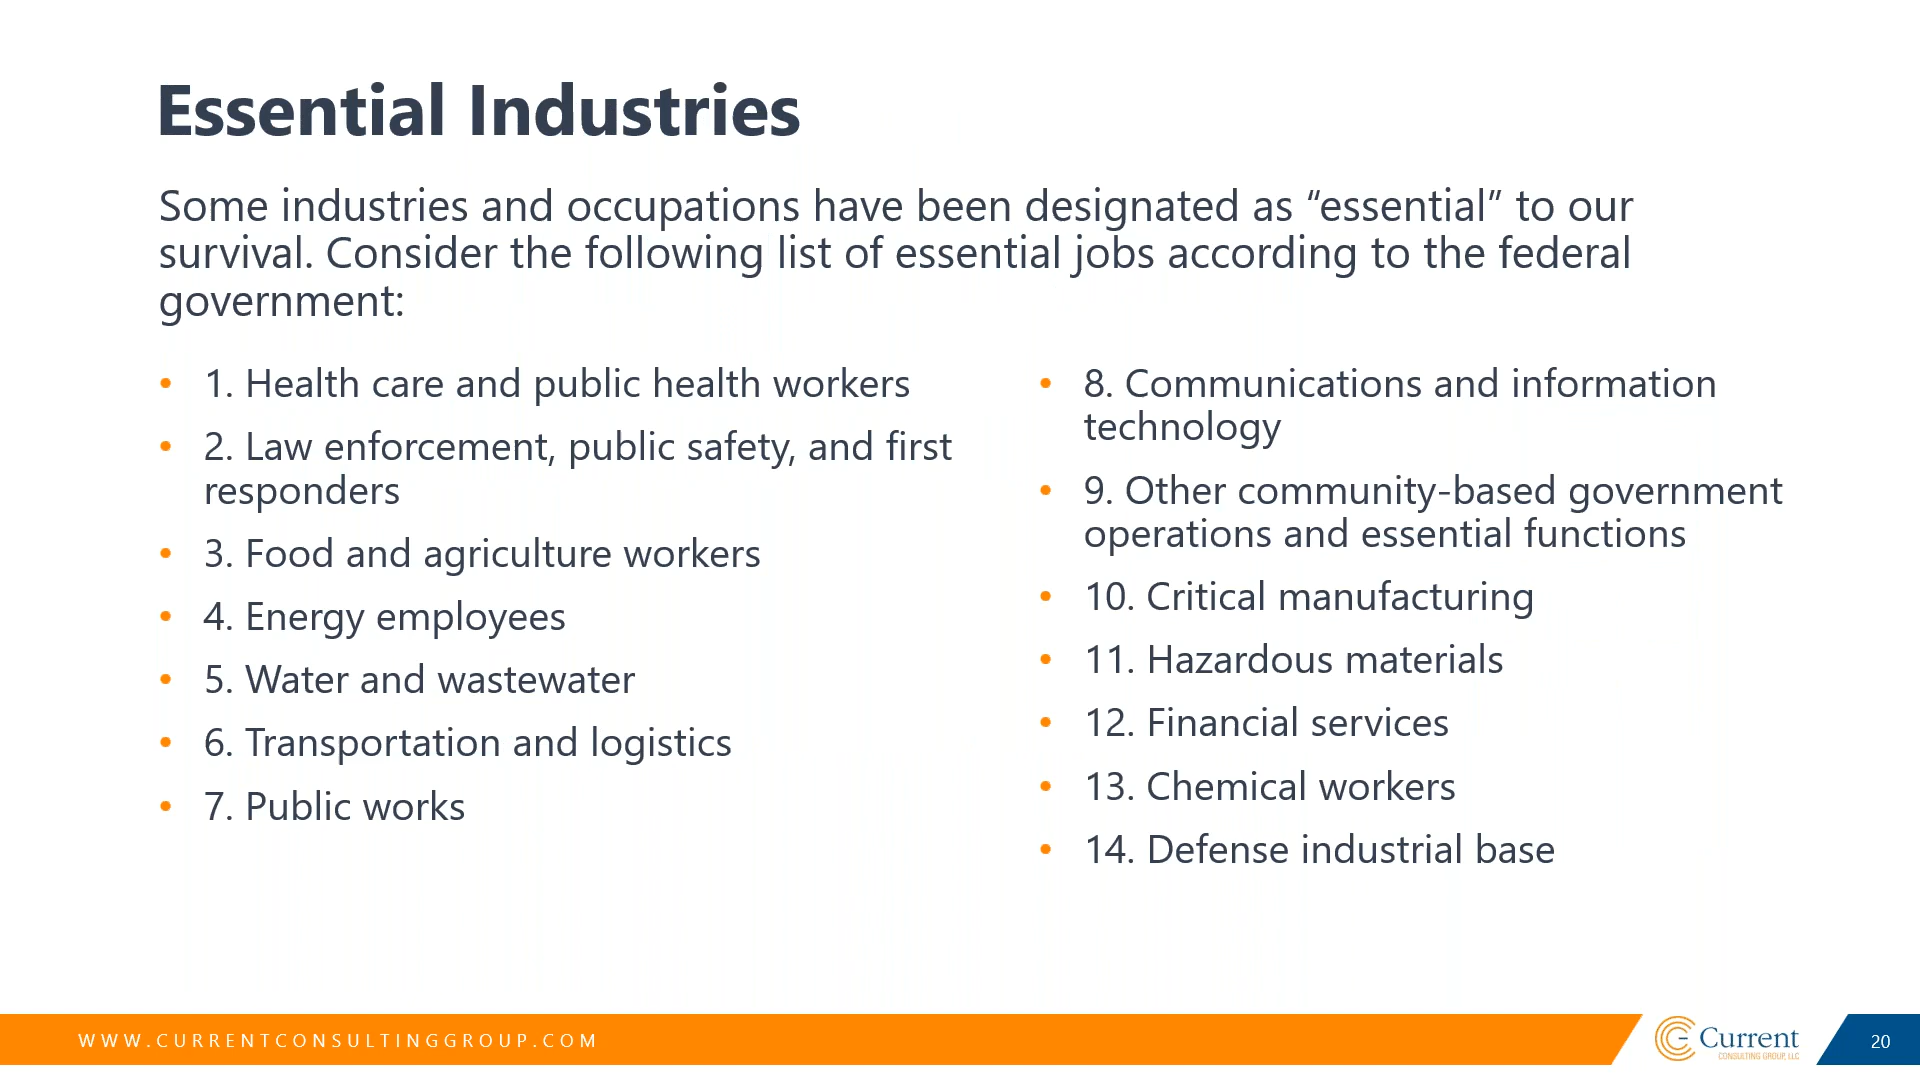 Essential Industries
Some industries and occupations have been designated as “essential” to our
survival. Consider the following list of essential jobs according to the federal
government:
• 1. Health care and public health workers
• 2. Law enforcement, public safety, and first
responders
• 3. Food and agriculture workers
• 4. Energy employees
• 5. Water and wastewater
• 6. Transportation and logistics
• 7. Public works
• 8. Communications and information
technology
• 9. Other community-based government
operations and essential functions
• 10. Critical manufacturing
• 11. Hazardous materials
• 12. Financial services
• 13. Chemical workers
• 14. Defense industrial base
WWW.CURRENTCONSULTINGGROUP.COM
Current
CONSULTING GROUP, LLC
20